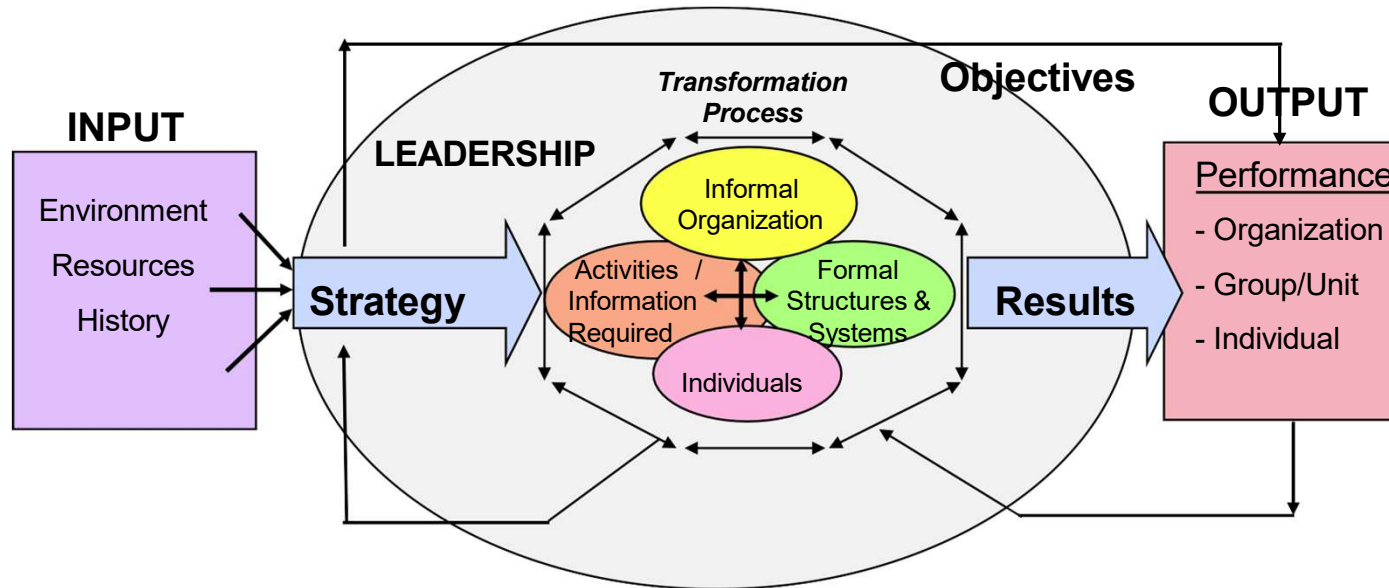 INPUT
Environment
Resources
History
LEADERSHIP
Strategy
Transformation
Process
Informal
Organization
Activities /
Information
Required
Formal
Structures &
Systems
Individuals
Objectives
Results
OUTPUT
Performance
- Organization
- Group/Unit
- Individual